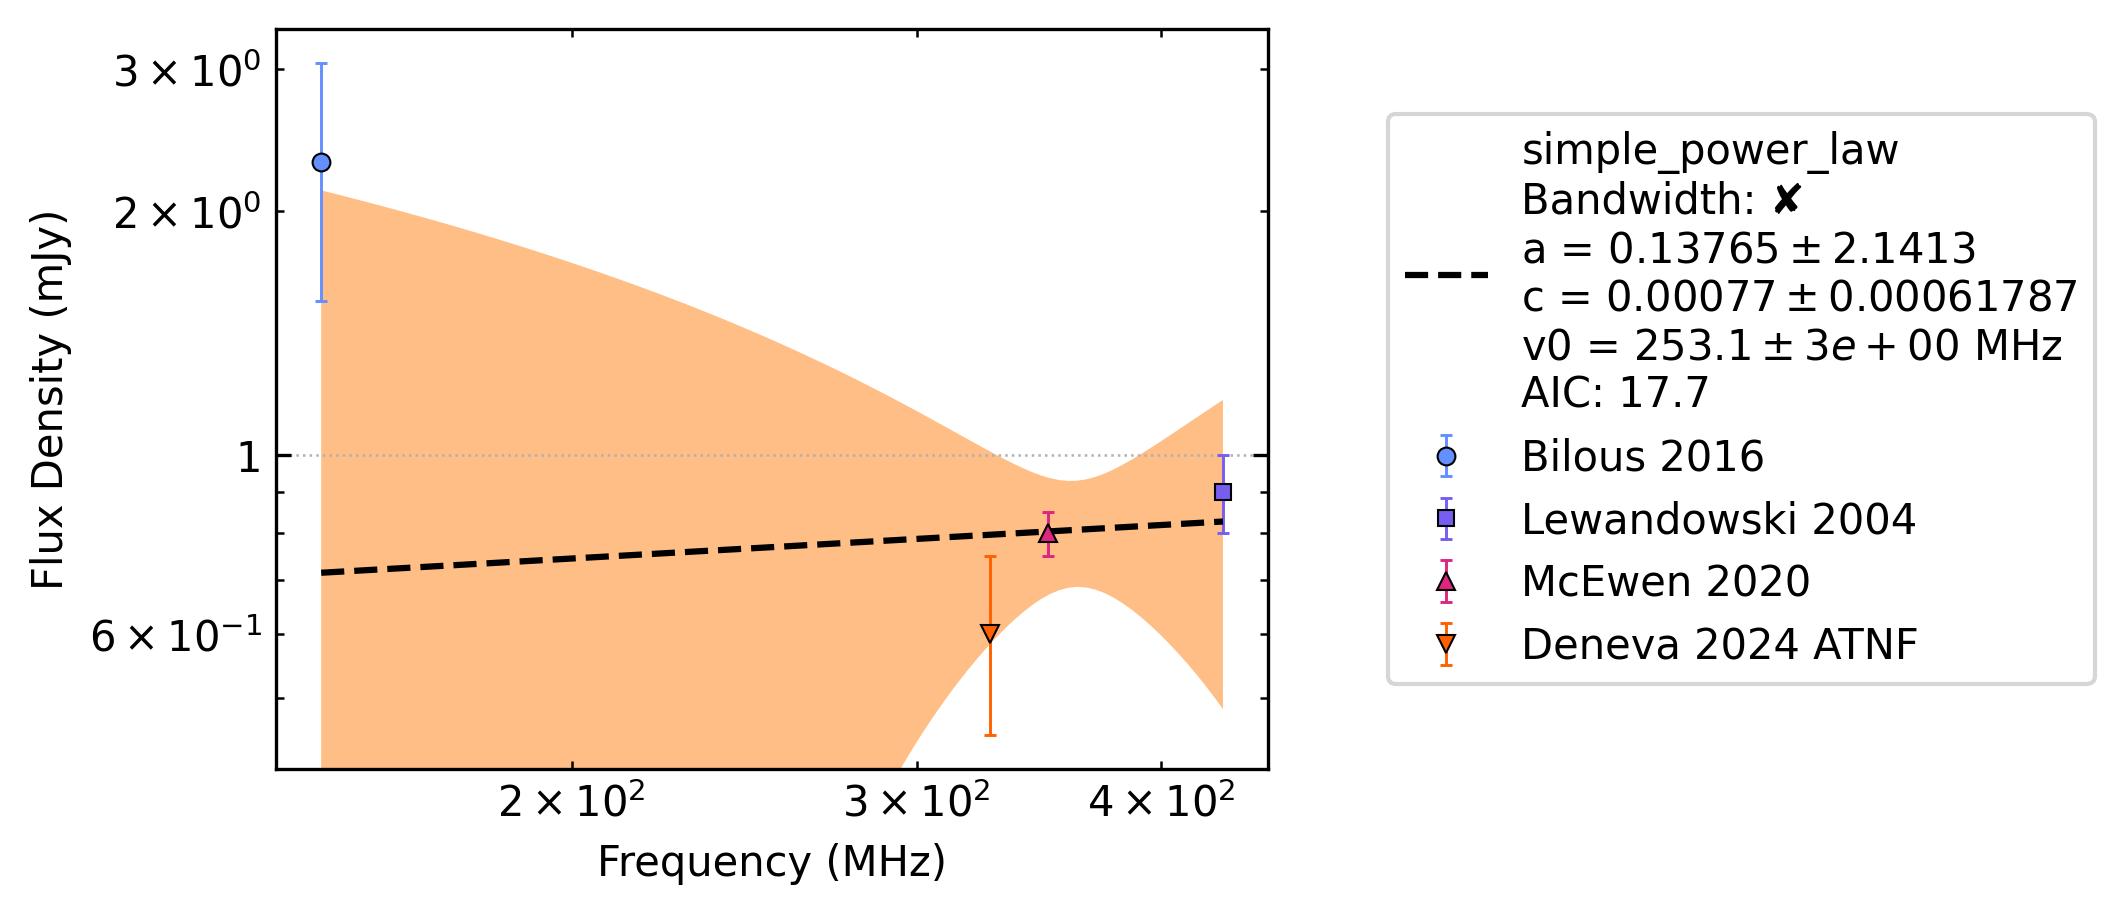 3×10⁰
2×10⁰
1
6×10⁻¹
Flux Density (mJy)
2×10²
3×10²
4×10²
Frequency (MHz)
simple_power_law
Bandwidth: ✘
a = 0.13765 ± 2.1413
c = 0.00077 ± 0.00061787
v0 = 253.1 ± 3e + 00 MHz
AIC: 17.7
Bilous 2016
Lewandowski 2004
McEwen 2020
Deneva 2024 ATNF